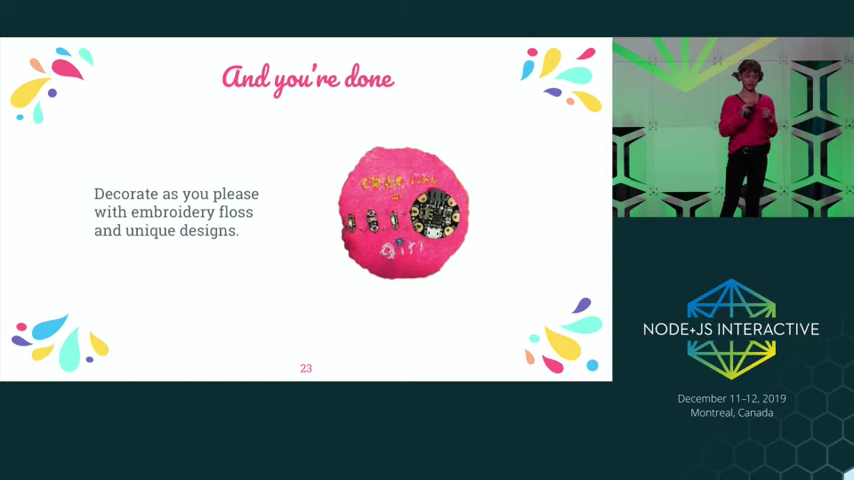 And you're done
Decorate as you please
with embroidery floss
and unique designs.
23
NODE+JS INTERACTIVE
December 11–12, 2019
Montreal, Canada